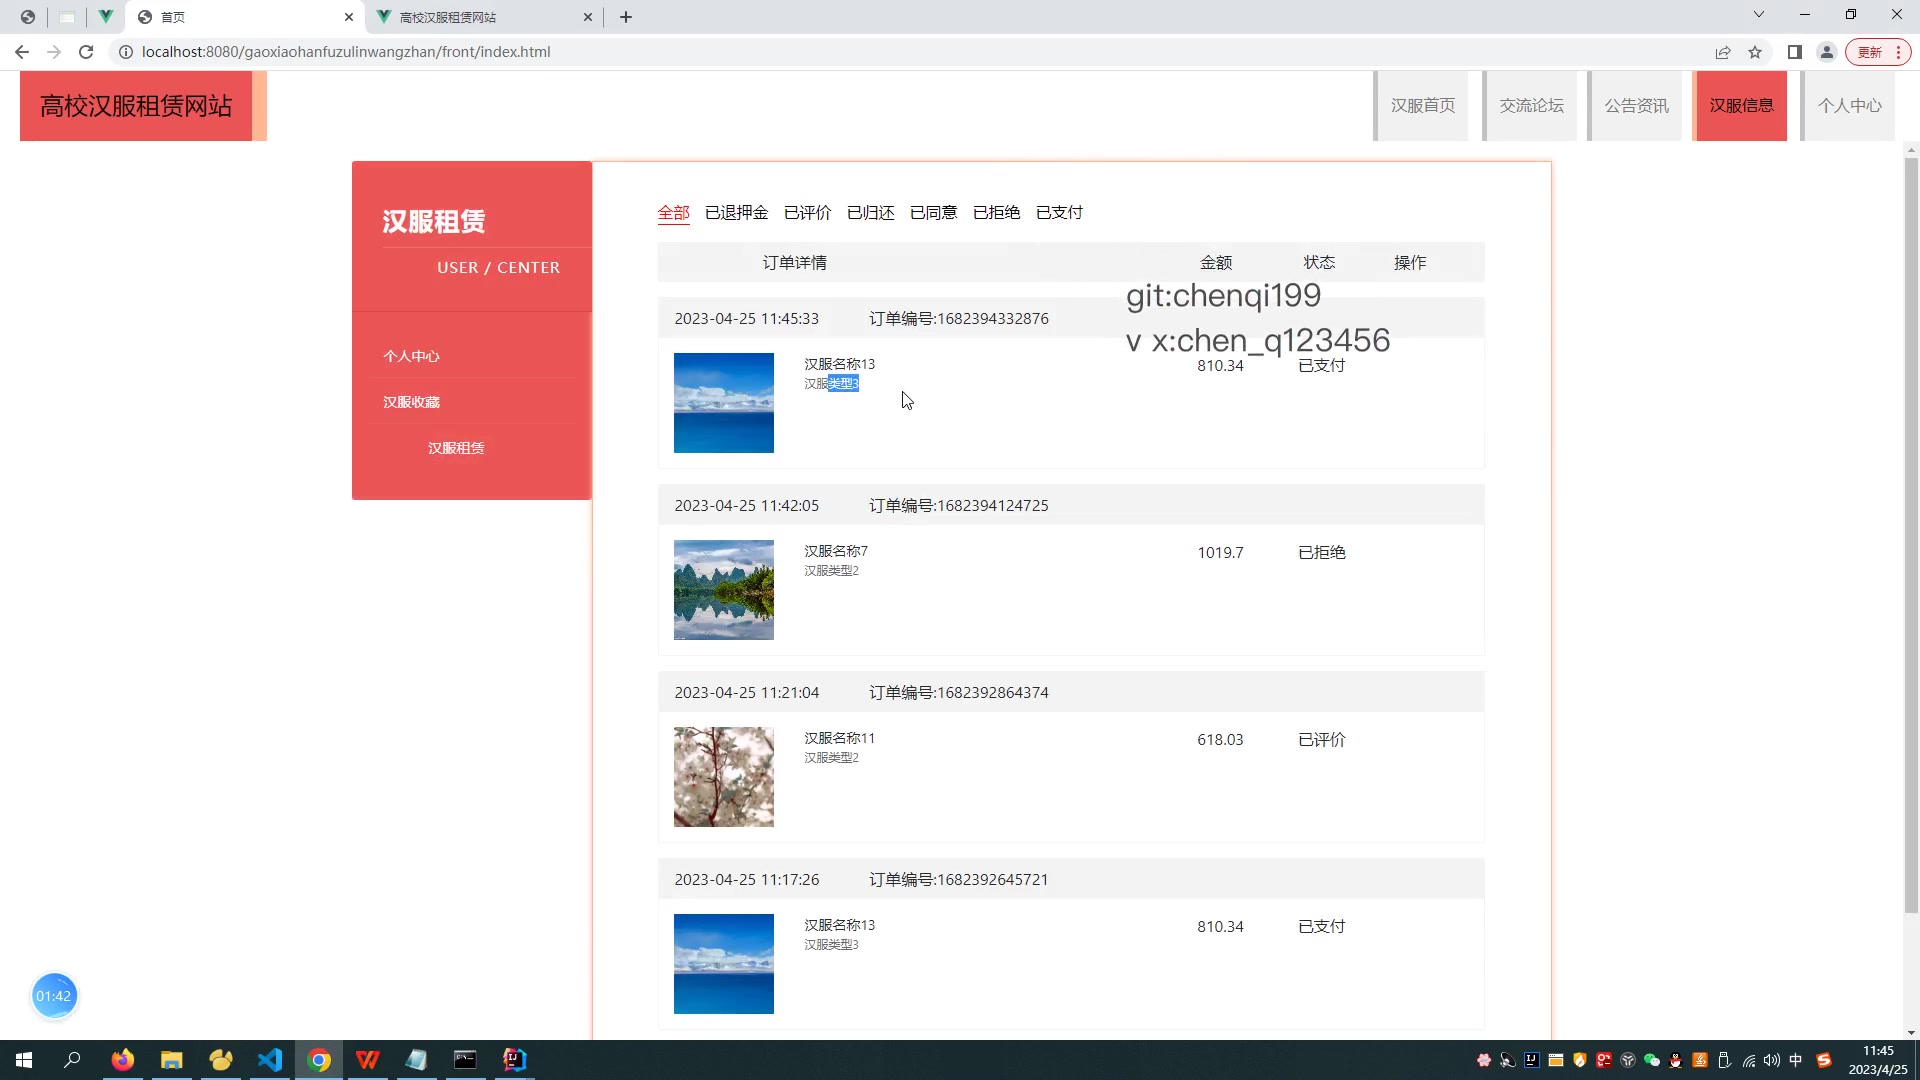 首页
高校汉服租赁网站
localhost:8080/gaoxiaohanfuzulinwangzhan/front/index.html
更新
高校汉服租赁网站
汉服首页
交流论坛
公告资讯
汉服信息
个人中心
汉服租赁
USER / CENTER
个人中心
汉服收藏
汉服租赁
全部 已退押金 已评价 已归还 已同意 已拒绝 已支付
订单详情 金额 状态 操作
git:chenqi199
v x:chen_q123456
2023-04-25 11:45:33 订单编号:1682394332876
汉服名称13
汉服类型3
810.34 已支付
2023-04-25 11:42:05 订单编号:1682394124725
汉服名称7
汉服类型2
1019.7 已拒绝
2023-04-25 11:21:04 订单编号:1682392864374
汉服名称11
汉服类型2
618.03 已评价
2023-04-25 11:17:26 订单编号:1682392645721
汉服名称13
汉服类型3
810.34 已支付
01:42
中
11:45
2023/4/25